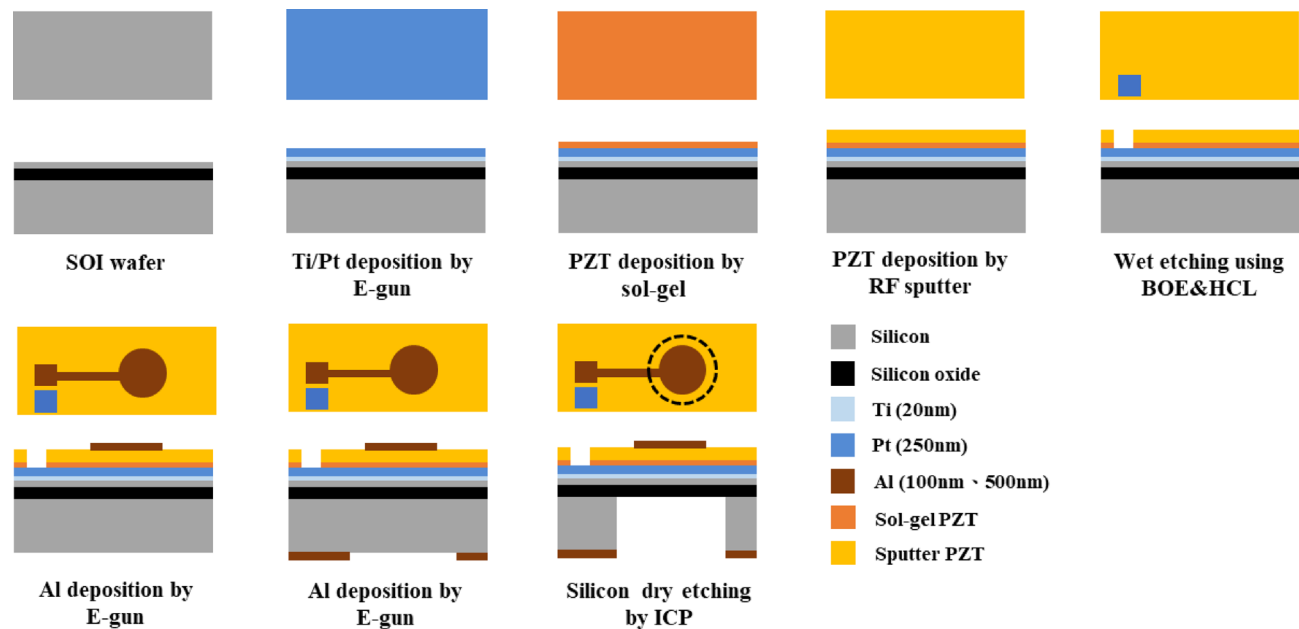 SOI wafer
Ti/Pt deposition by
E-gun
PZT deposition by
sol-gel
PZT deposition by
RF sputter
Wet etching using
BOE&HCL
Silicon
Silicon oxide
Ti (20nm)
Pt (250nm)
Al (100nm、500nm)
Sol-gel PZT
Sputter PZT
Al deposition by
E-gun
Al deposition by
E-gun
Silicon dry etching
by ICP